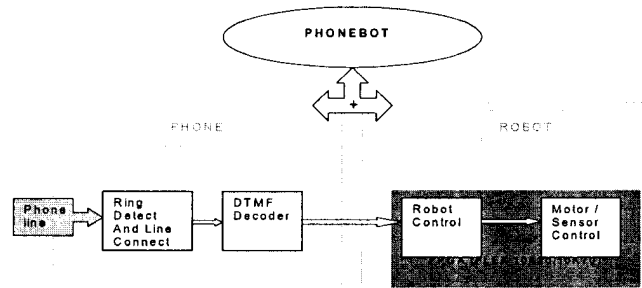 PHONEBOT
+
PHONE
ROBOT
Phone
line
Ring
Detect
And Line
Connect
DTMF
Decoder
Robot
Control
Motor /
Sensor
Control